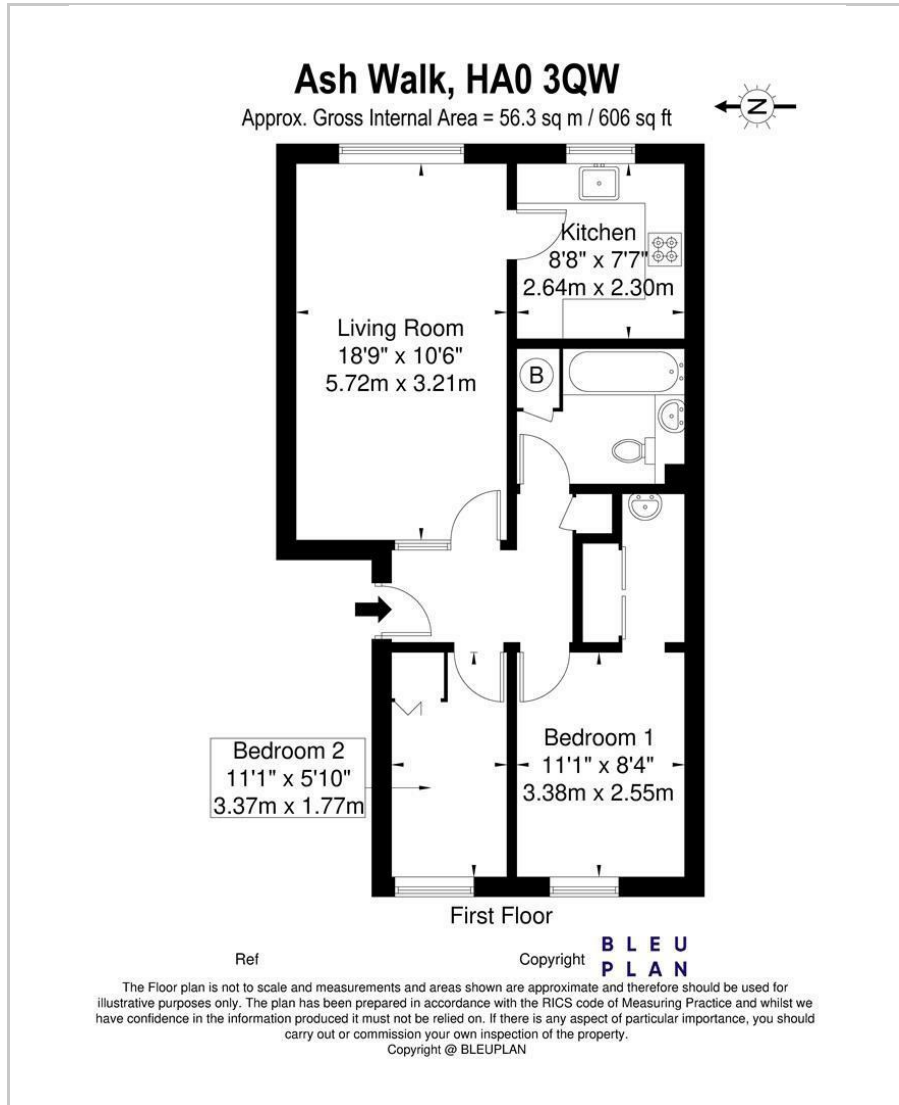 Ash Walk, HA0 3QW
Approx. Gross Internal Area = 56.3 sq m / 606 sq ft
N
Kitchen
8'8" x 7'7"
2.64m x 2.30m
Living Room
18'9" x 10'6"
5.72m x 3.21m
B
Bedroom 2
11'1" x 5'10"
3.37m x 1.77m
Bedroom 1
11'1" x 8'4"
3.38m x 2.55m
First Floor
Ref
Copyright
BLEU
PLAN
The Floor plan is not to scale and measurements and areas shown are approximate and therefore should be used for
illustrative purposes only. The plan has been prepared in accordance with the RICS code of Measuring Practice and whilst we
have confidence in the information produced it must not be relied on. If there is any aspect of particular importance, you should
carry out or commission your own inspection of the property.
Copyright @ BLEUPLAN